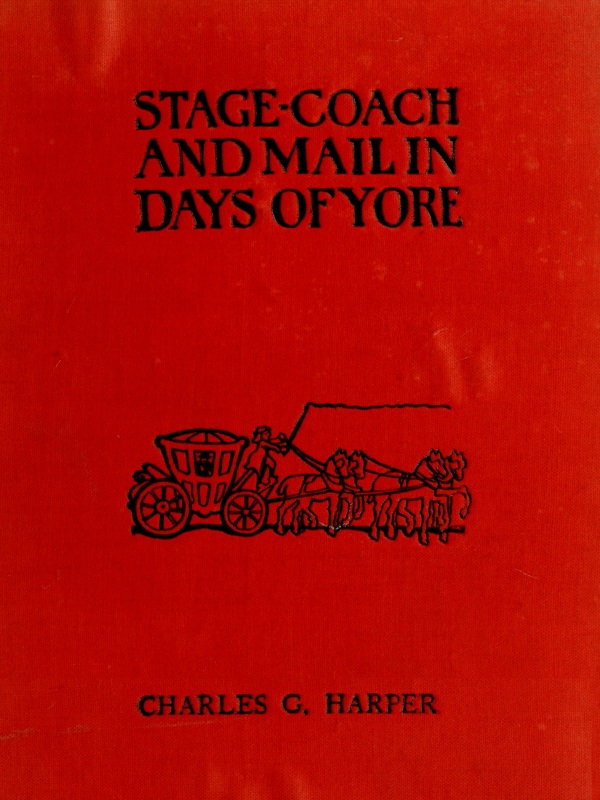 STAGE-COACH
AND MAIL IN
DAYS OF YORE
CHARLES G. HARPER